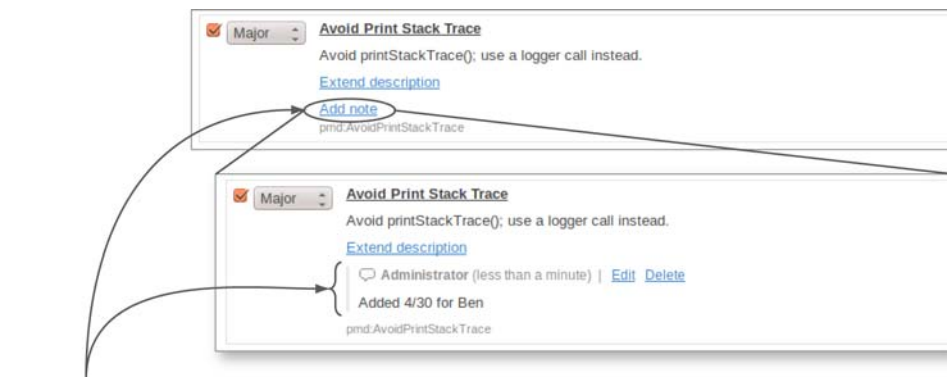 Major
Avoid Print Stack Trace
Avoid printStackTrace(); use a logger call instead.
Extend description
Add note
pmd:AvoidPrintStackTrace
Major
Avoid Print Stack Trace
Avoid printStackTrace(); use a logger call instead.
Extend description
Administrator (less than a minute) | Edit Delete
Added 4/30 for Ben
pmd:AvoidPrintStackTrace